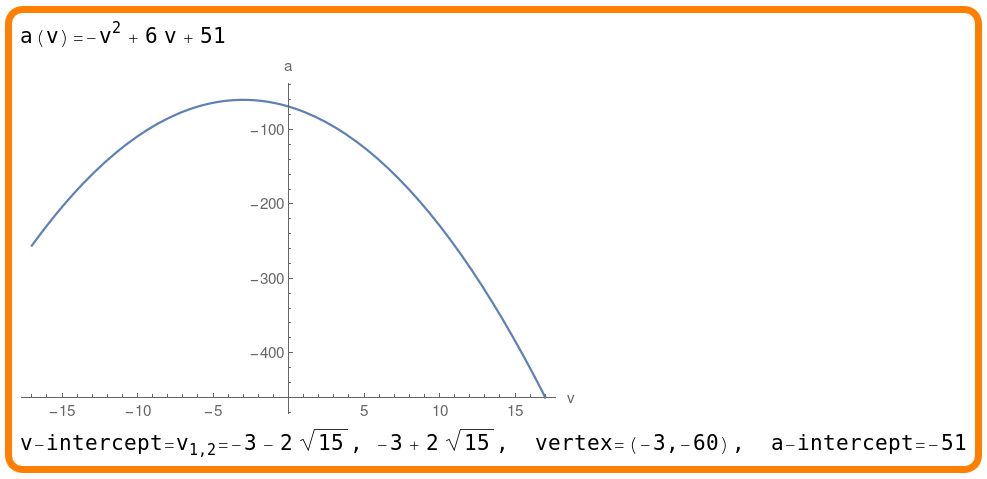 a(v)=-v² + 6 v + 51
a
-100
-200
-300
-400
-15 -10 -5 5 10 15 v
v-intercept=v₁,₂=-3 - 2 √15, -3 + 2 √15, vertex=(-3,-60), a-intercept=-51